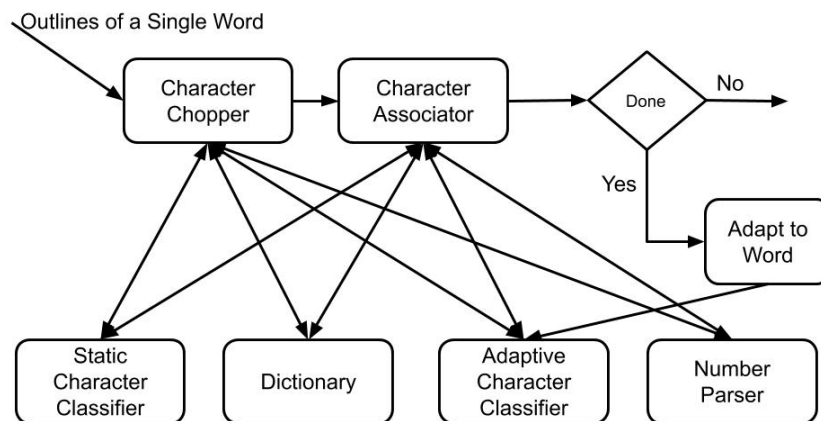 Outlines of a Single Word
Character
Chopper
Character
Associator
Done
No
Yes
Adapt to
Word
Static
Character
Classifier
Dictionary
Adaptive
Character
Classifier
Number
Parser